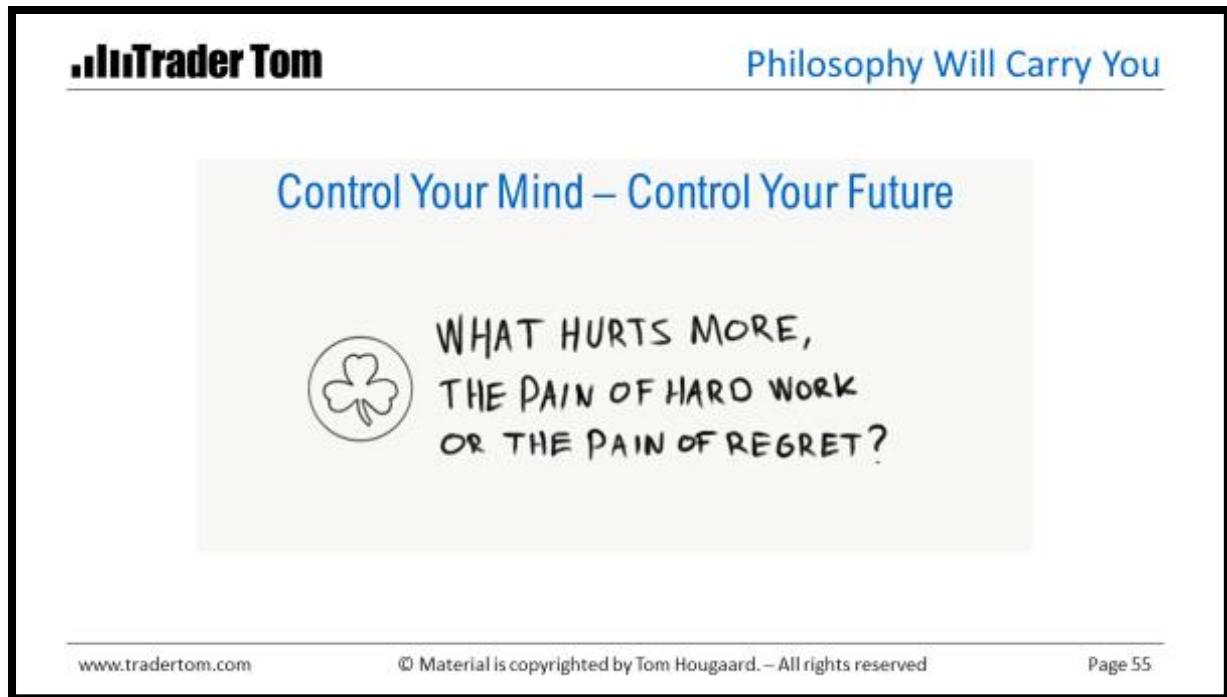 Trader Tom
Philosophy Will Carry You
Control Your Mind – Control Your Future
WHAT HURTS MORE,
THE PAIN OF HARD WORK
OR THE PAIN OF REGRET?
www.tradertom.com
© Material is copyrighted by Tom Hougaard. – All rights reserved
Page 55